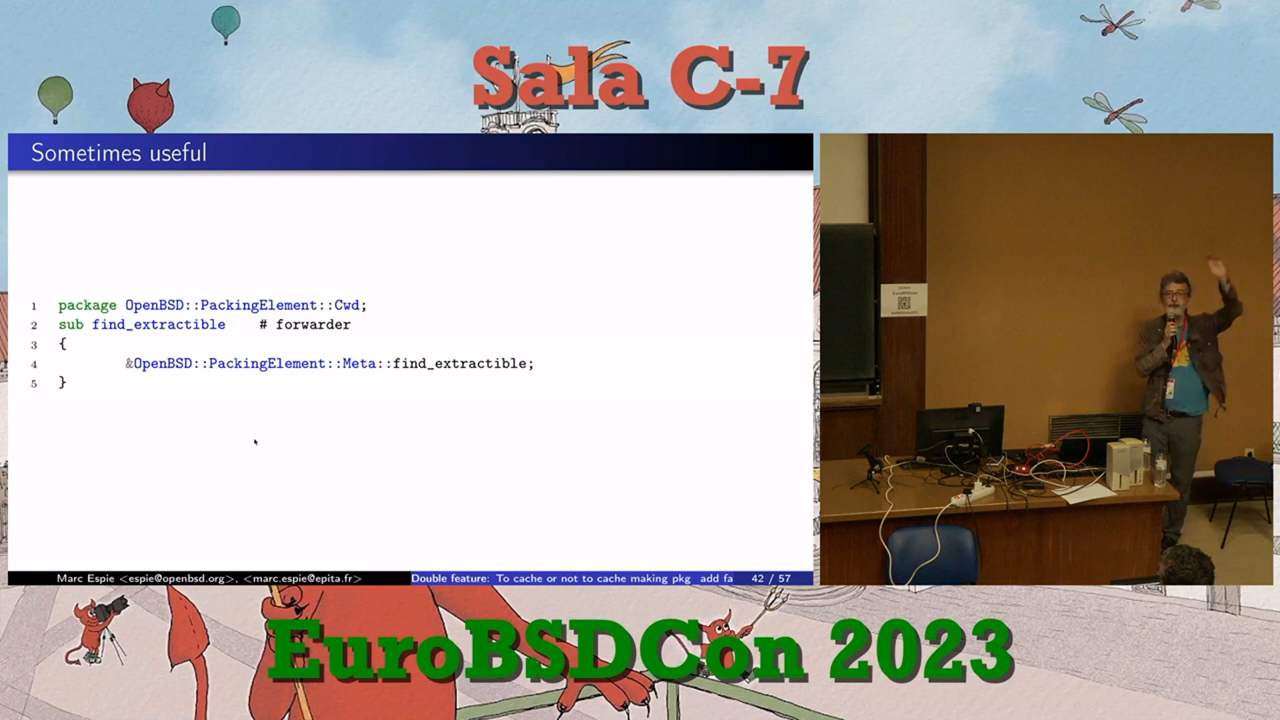 Sala C-7
Sometimes useful
1 package OpenBSD::PackingElement::Cwd;
2 sub find_extractible # forwarder
3 {
4 &OpenBSD::PackingElement::Meta::find_extractible;
5 }
Marc Espie <espie@openbsd.org>, <marc.espie@epita.fr> Double feature: To cache or not to cache making pkg add fa 42 / 57
EuroBSDCon 2023